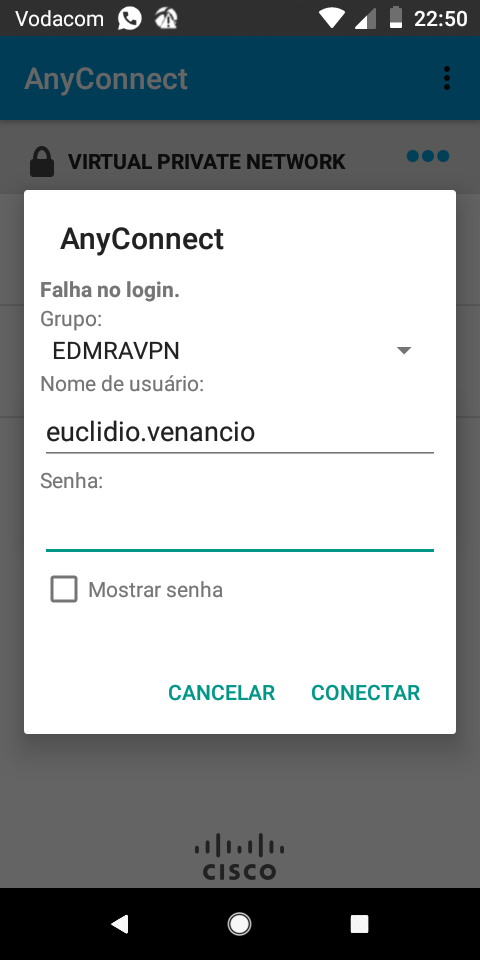 Vodacom 22:50
AnyConnect
VIRTUAL PRIVATE NETWORK
AnyConnect
Falha no login.
Grupo:
EDMRAVPN
Nome de usuário:
euclidio.venancio
Senha:
Mostrar senha
CANCELAR CONECTAR
CISCO